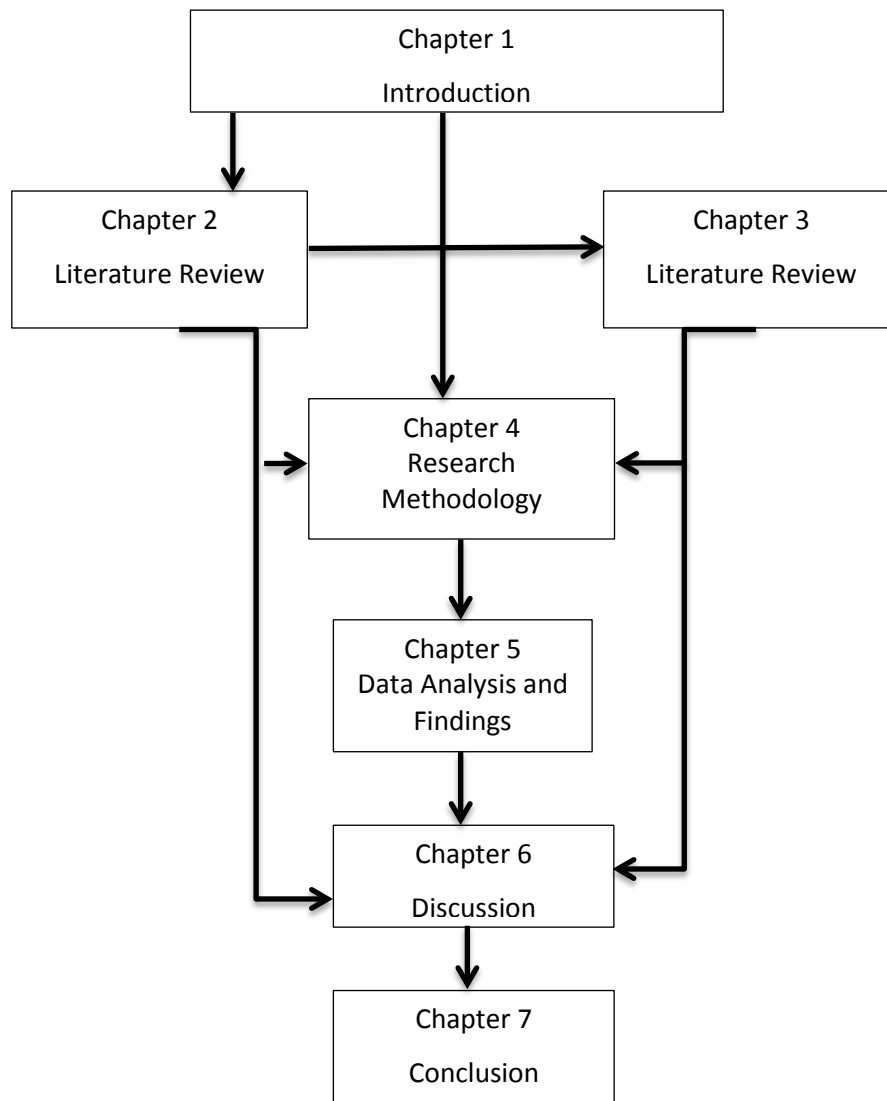 Chapter 1
Introduction
Chapter 2
Literature Review
Chapter 3
Literature Review
Chapter 4
Research
Methodology
Chapter 5
Data Analysis and
Findings
Chapter 6
Discussion
Chapter 7
Conclusion